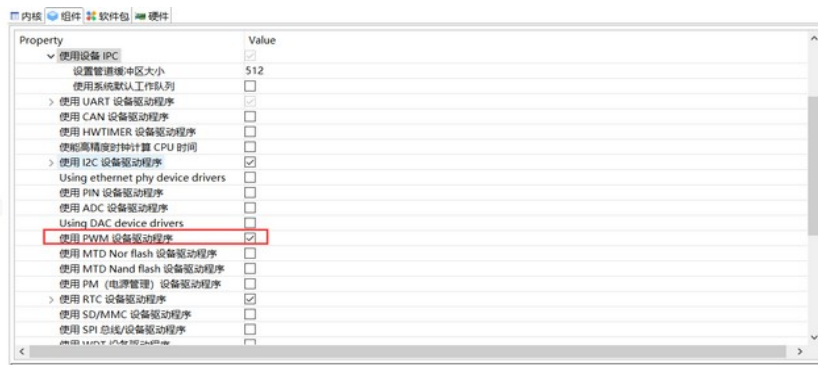 内核 组件 软件包 硬件
Property Value
使用设备 IPC
设置管道缓冲区大小 512
使用系统默认工作队列
使用 UART 设备驱动程序
使用 CAN 设备驱动程序
使用 HWTIMER 设备驱动程序
使能高精度时钟计算 CPU 时间
使用 I2C 设备驱动程序
Using ethernet phy device drivers
使用 PIN 设备驱动程序
使用 ADC 设备驱动程序
Using DAC device drivers
使用 PWM 设备驱动程序
使用 MTD Nor flash 设备驱动程序
使用 MTD Nand flash 设备驱动程序
使用 PM（电源管理）设备驱动程序
使用 RTC 设备驱动程序
使用 SD/MMC 设备驱动程序
使用 SPI 总线/设备驱动程序
使用 WDT 设备驱动程序